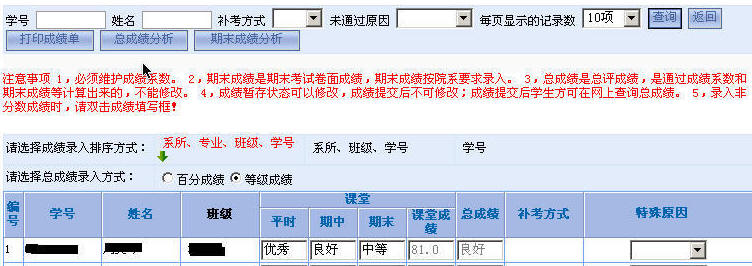 学号 姓名 补考方式 未通过原因 每页显示的记录数 10项 查询 返回
打印成绩单 总成绩分析 期末成绩分析
注意事项 1，必须维护成绩系数。 2，期末成绩是期末考试卷面成绩，期末成绩按院系要求录入。 3，总成绩是总评成绩，是通过成绩系数和
期末成绩等计算出来的，不能修改。 4，成绩暂存状态可以修改，成绩提交后不可修改；成绩提交后学生方可在网上查询总成绩。 5，录入非
分数成绩时，请双击成绩填写框！
请选择成绩录入排序方式： 系所、专业、班级、学号 系所、班级、学号 学号
请选择总成绩录入方式： 百分成绩 等级成绩
编号 学号 姓名 班级 课堂 总成绩 补考方式 特殊原因
平时 期中 期末 课堂成绩
1 优秀 良好 中等 81.0 良好